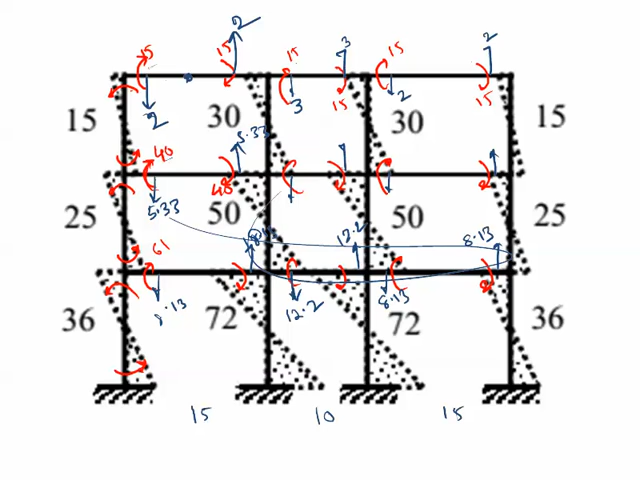 2
15 15 15 3 15 2
15 2 30 3 15 2 30 15 15
5.33
40 40
25 5.33 50 50 25
61 12.2 8.13
36 8.13 72 12.2 8.13 72 36
15 10 15